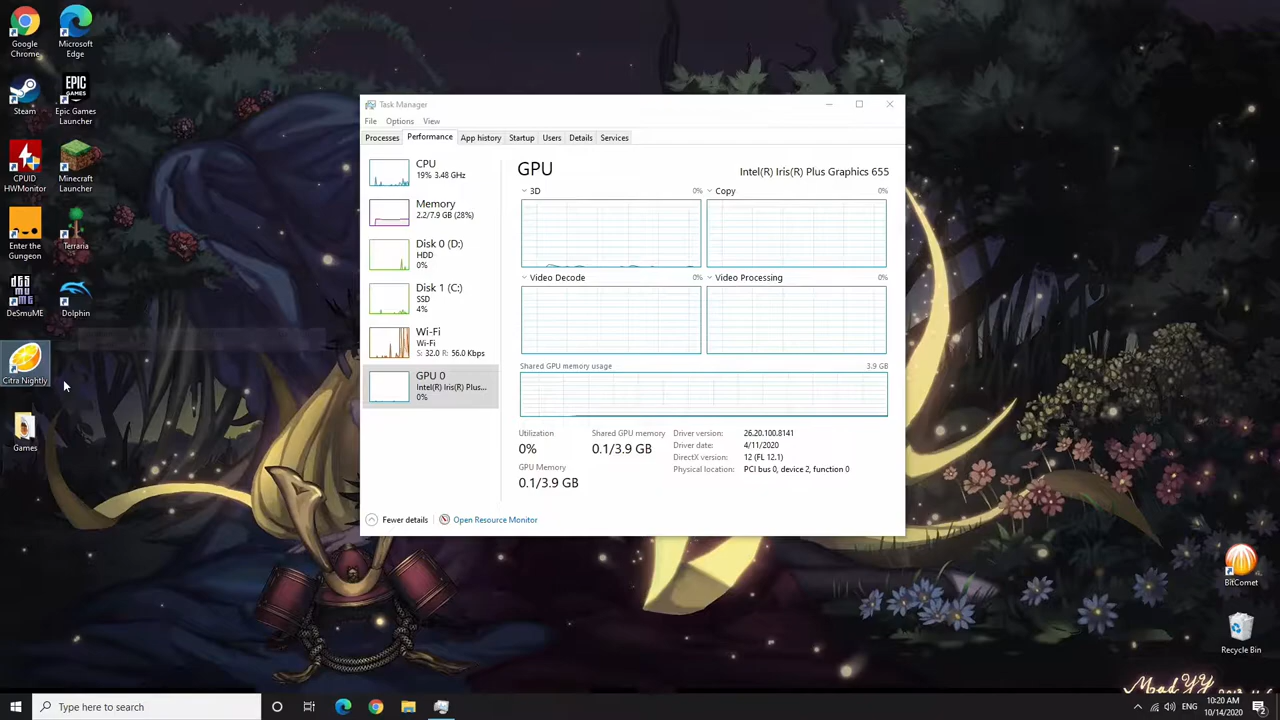 Google
Chrome
Microsoft
Edge
Steam
EPIC
GAMES
Epic Games
Launcher
CPUID
HWMonitor
Minecraft
Launcher
Enter the
Gungeon
Terraria
DeSmuME
Dolphin
Citra Nightly
Games
Task Manager
File Options View
Processes Performance App history Startup Users Details Services
CPU
19% 3.48 GHz
Memory
2.2/7.9 GB (28%)
Disk 0 (D:)
HDD
0%
Disk 1 (C:)
SSD
4%
Wi-Fi
Wi-Fi
S: 32.0 R: 56.0 Kbps
GPU 0
Intel(R) Iris(R) Plus...
0%
GPU Intel(R) Iris(R) Plus Graphics 655
3D 0% Copy 0%
Video Decode 0% Video Processing 0%
Shared GPU memory usage 3.9 GB
Utilization
0%
Shared GPU memory
0.1/3.9 GB
GPU Memory
0.1/3.9 GB
Driver version: 26.20.100.8141
Driver date: 4/11/2020
DirectX version: 12 (FL 12.1)
Physical location: PCI bus 0, device 2, function 0
Fewer details Open Resource Monitor
BitComet
Recycle Bin
Type here to search
ENG
10:20 AM
10/14/2020
2